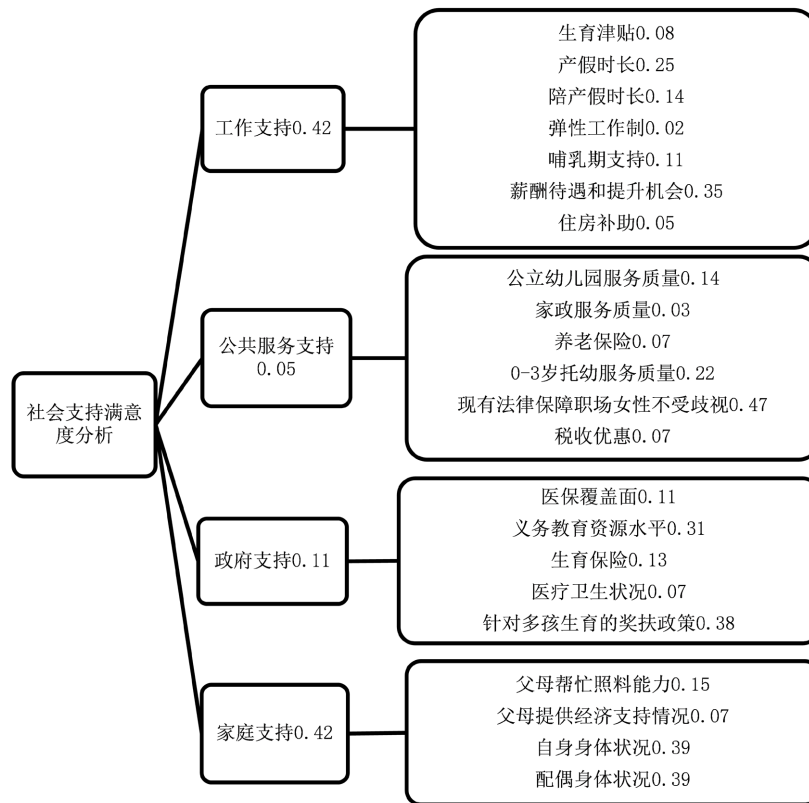 社会支持满意
度分析
工作支持0.42
生育津贴0.08
产假时长0.25
陪产假时长0.14
弹性工作制0.02
哺乳期支持0.11
薪酬待遇和提升机会0.35
住房补助0.05
公共服务支持
0.05
公立幼儿园服务质量0.14
家政服务质量0.03
养老保险0.07
0-3岁托幼服务质量0.22
现有法律保障职场女性不受歧视0.47
税收优惠0.07
政府支持0.11
医保覆盖面0.11
义务教育资源水平0.31
生育保险0.13
医疗卫生状况0.07
针对多孩生育的奖扶政策0.38
家庭支持0.42
父母帮忙照料能力0.15
父母提供经济支持情况0.07
自身身体状况0.39
配偶身体状况0.39